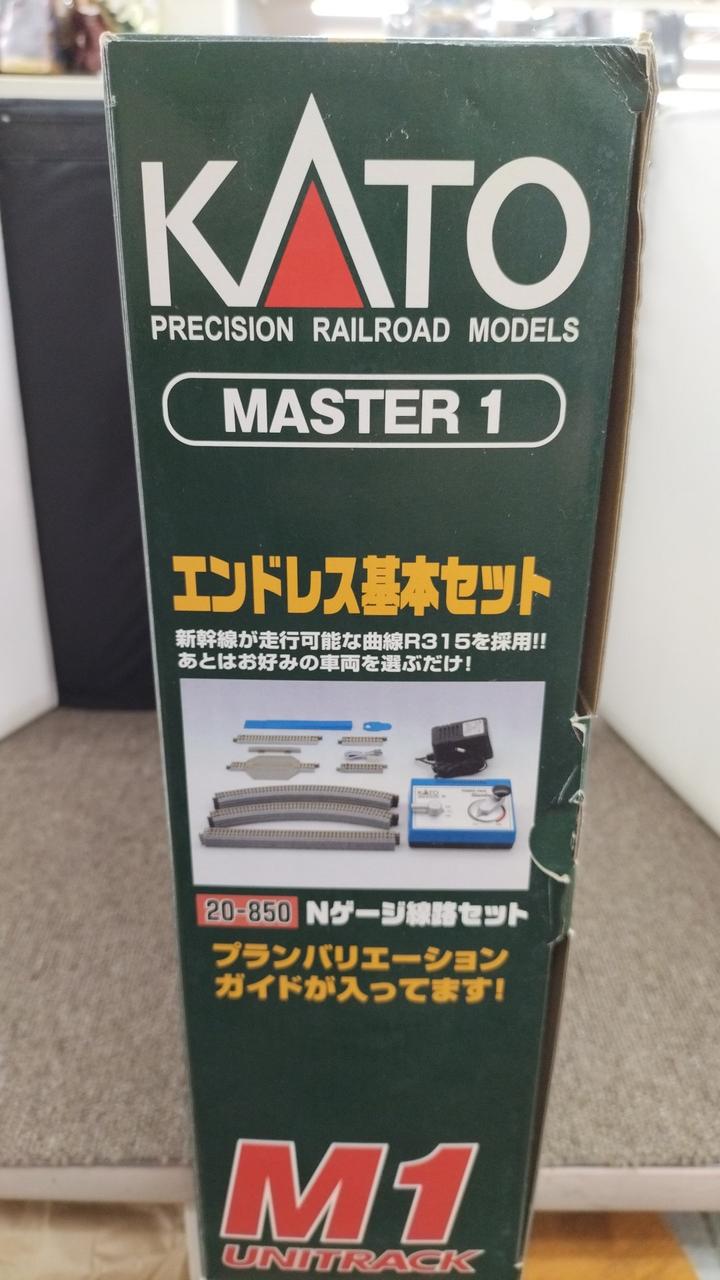 KATO
PRECISION RAILROAD MODELS
MASTER 1
エンドレス基本セット
新幹線が走行可能な曲線R315を採用!!
あとはお好みの車両を選ぶだけ!
KATO
20-850 Nゲージ線路セット
プランバリエーション
ガイドが入ってます!
M1
UNITRACK